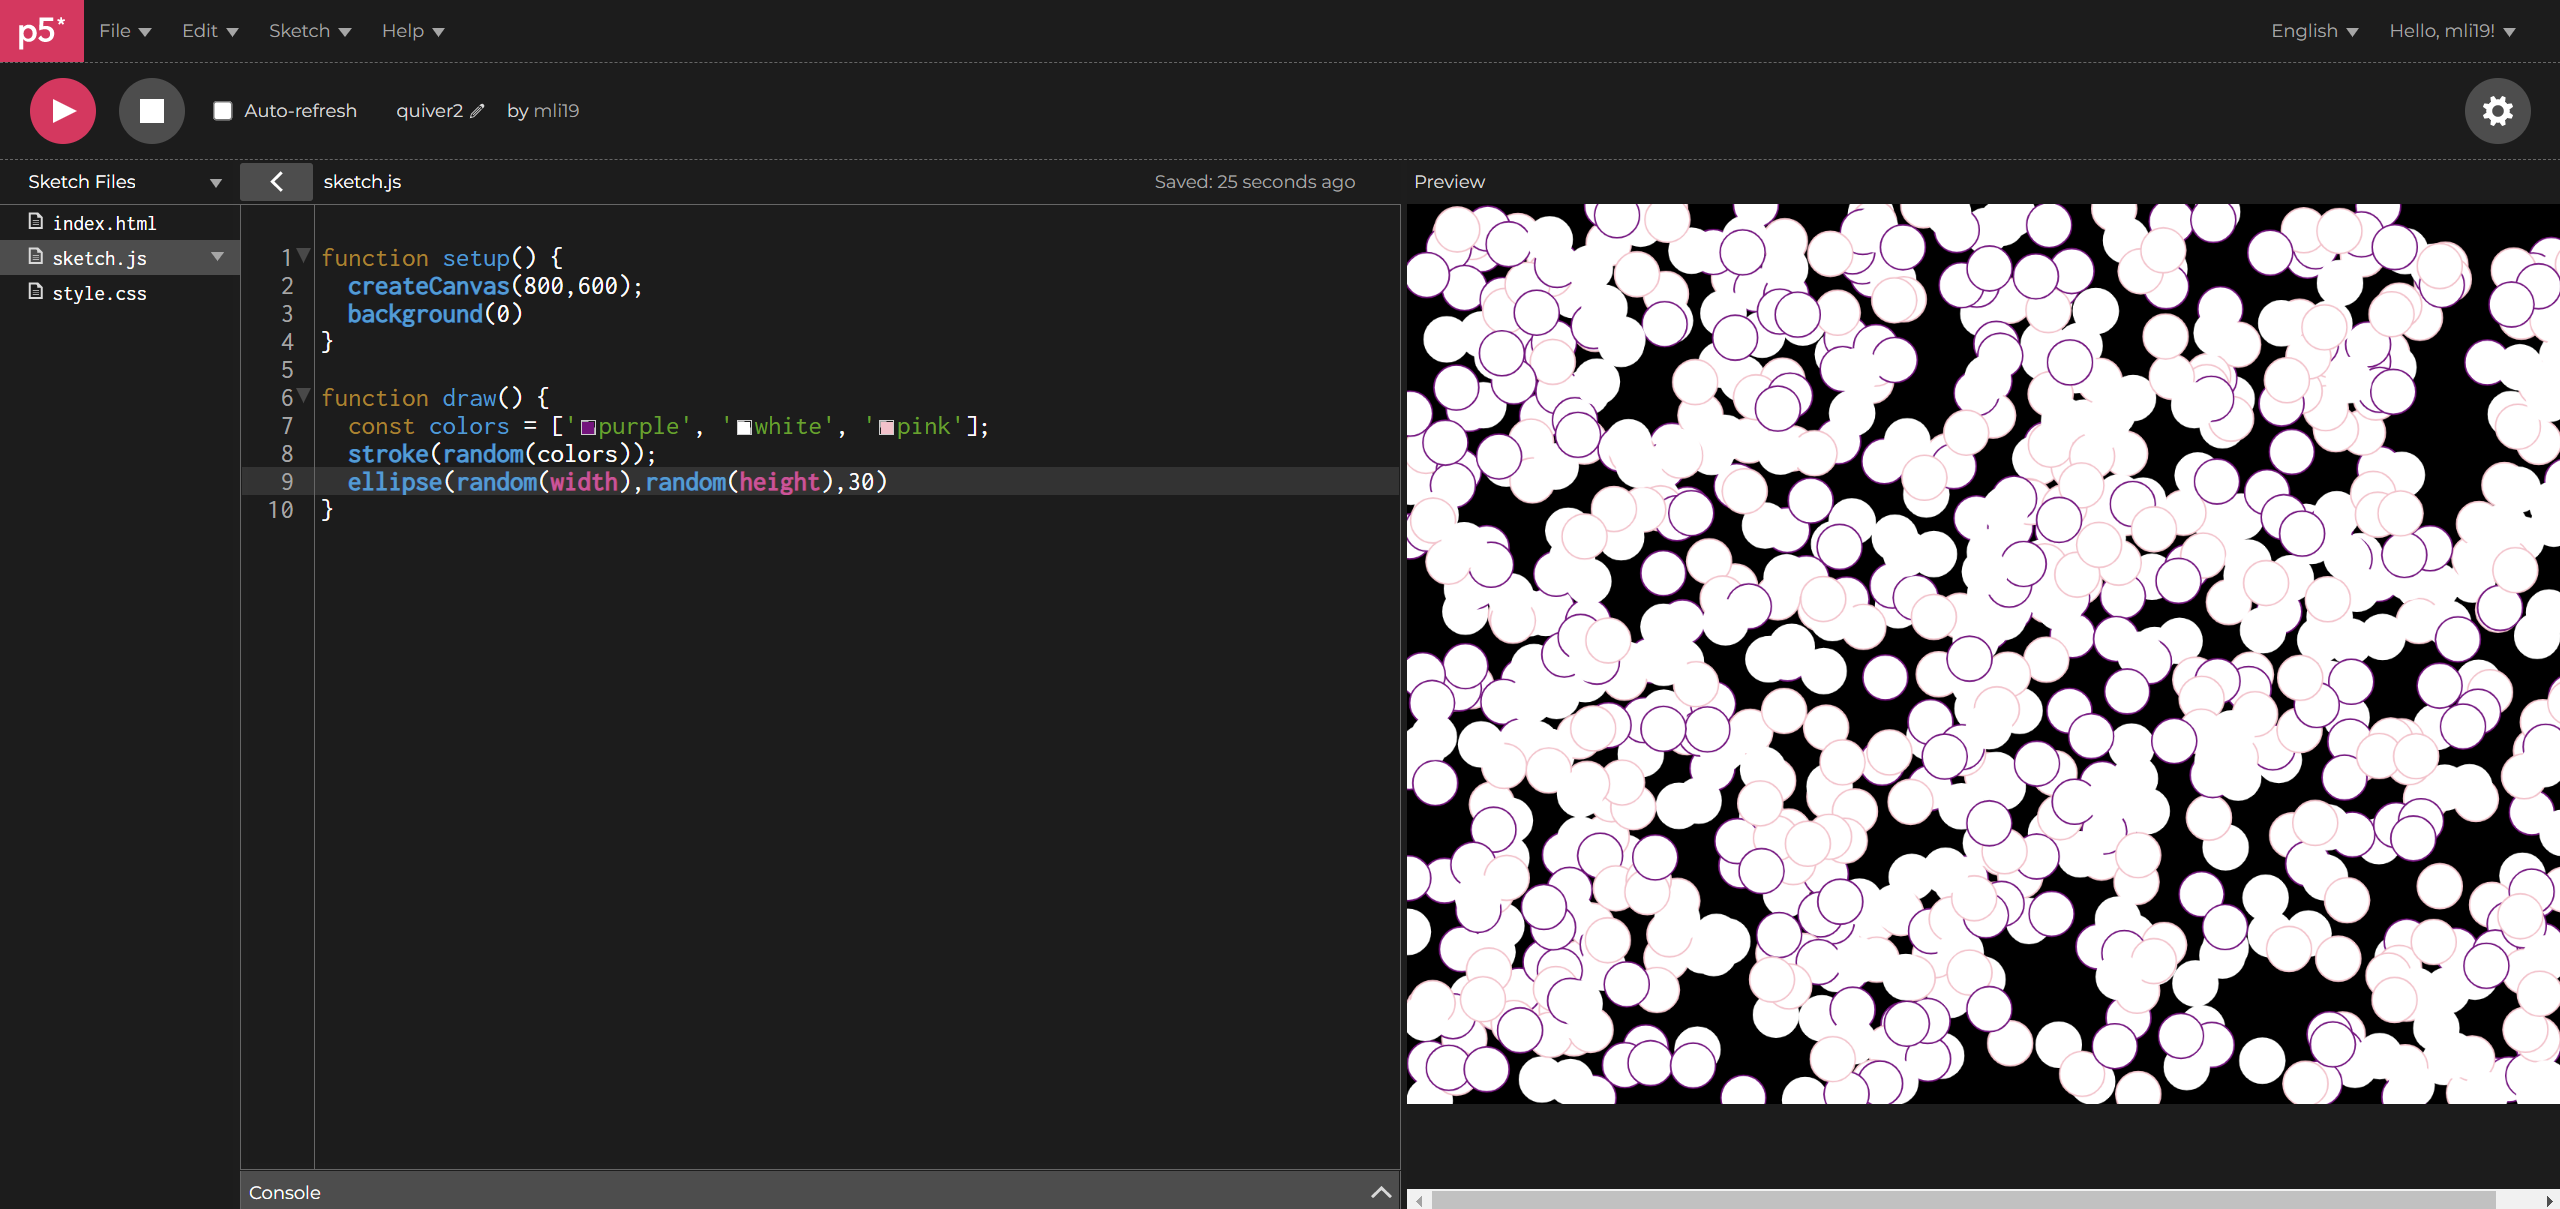 p5* File Edit Sketch Help English Hello, mli19!
Auto-refresh quiver2 by mli19
Sketch Files sketch.js Saved: 25 seconds ago Preview
index.html
sketch.js
style.css
1 function setup() {
2 createCanvas(800,600);
3 background(0)
4 }
5
6 function draw() {
7 const colors = ['purple', 'white', 'pink'];
8 stroke(random(colors));
9 ellipse(random(width),random(height),30)
10 }
Console